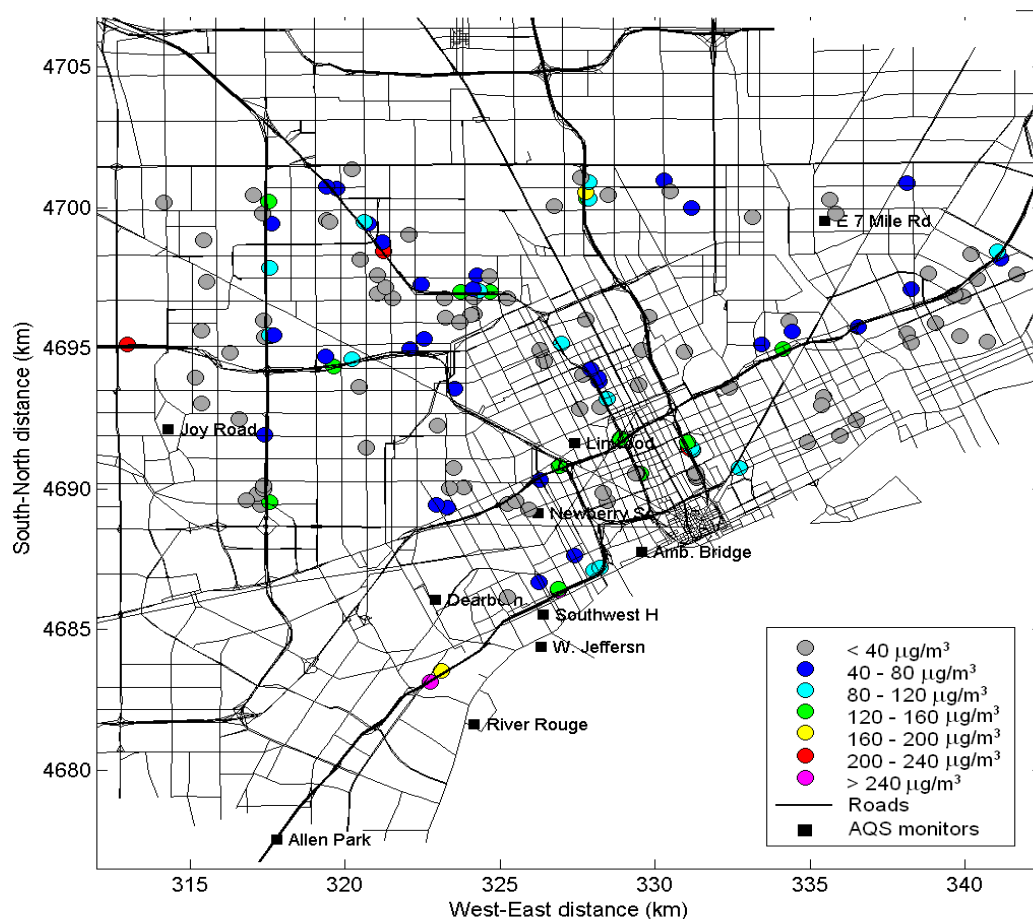 4705
4700
4695
4690
4685
4680
South-North distance (km)
E 7 Mile Rd
Joy Road
Newberry S
Amb. Bridge
Dearborn
Southwest H
W. Jeffersn
River Rouge
Allen Park
< 40 μg/m³
40 - 80 μg/m³
80 - 120 μg/m³
120 - 160 μg/m³
160 - 200 μg/m³
200 - 240 μg/m³
> 240 μg/m³
Roads
AQS monitors
315 320 325 330 335 340
West-East distance (km)